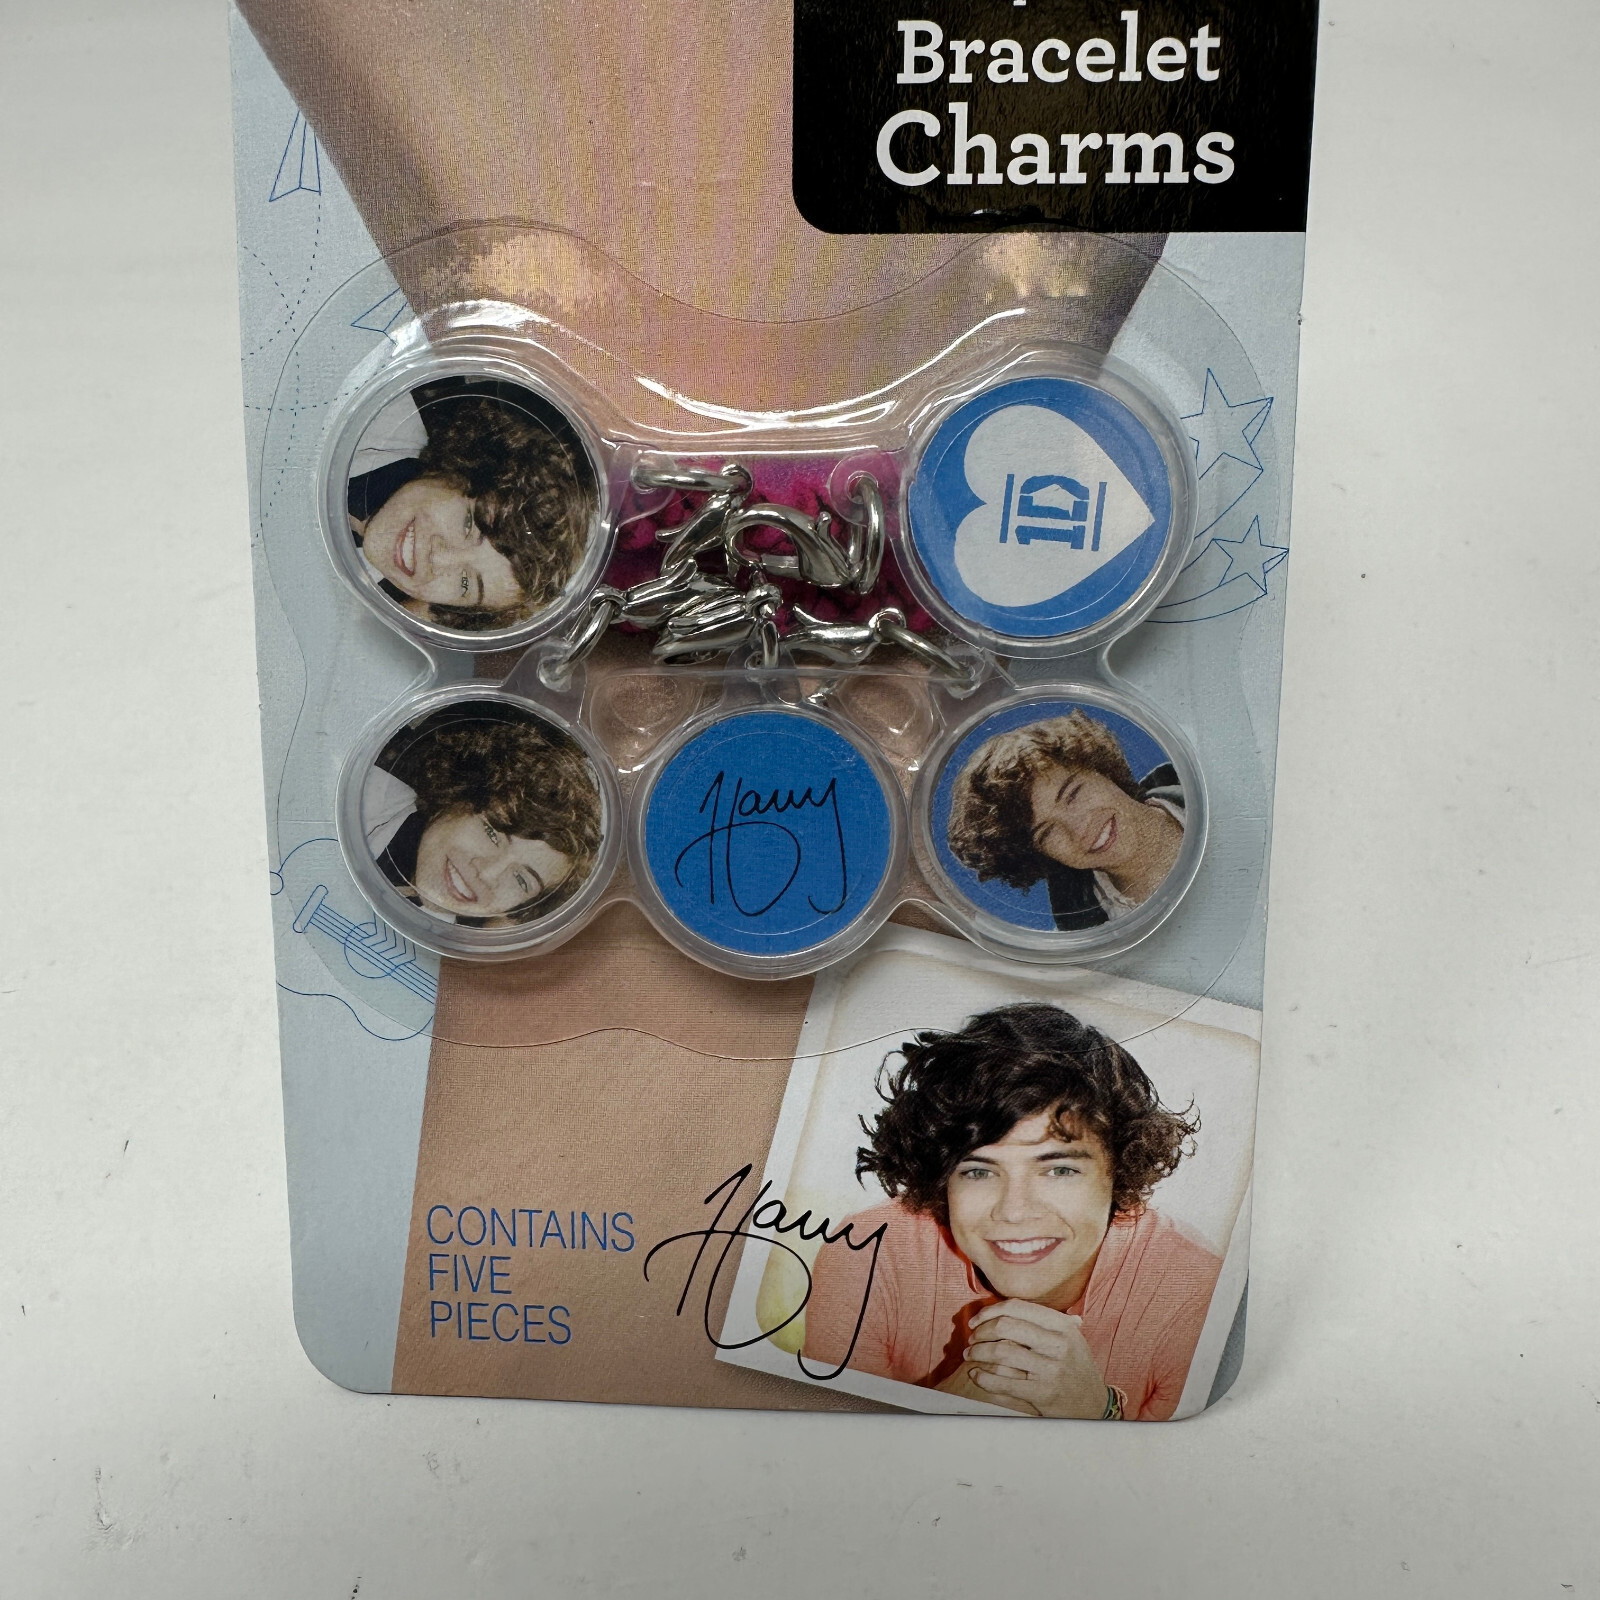 Bracelet
Charms
1D
Harry
CONTAINS
FIVE
PIECES
Harry